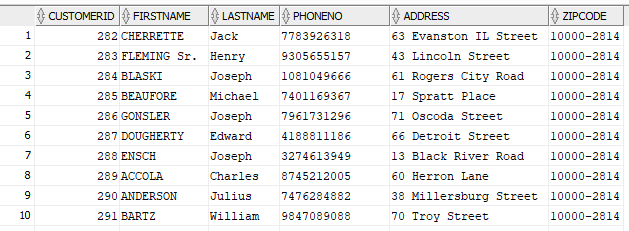 CUSTOMERID FIRSTNAME LASTNAME PHONENO ADDRESS ZIPCODE
1 282 CHERRETTE Jack 7783926318 63 Evanston IL Street 10000-2814
2 283 FLEMING Sr. Henry 9305655157 43 Lincoln Street 10000-2814
3 284 BLASKI Joseph 1081049666 61 Rogers City Road 10000-2814
4 285 BEAUFORE Michael 7401169367 17 Spratt Place 10000-2814
5 286 GONSLER Joseph 7961731296 71 Oscoda Street 10000-2814
6 287 DOUGHERTY Edward 4188811186 66 Detroit Street 10000-2814
7 288 ENSCH Joseph 3274613949 13 Black River Road 10000-2814
8 289 ACCOLA Charles 8745212005 60 Herron Lane 10000-2814
9 290 ANDERSON Julius 7476284882 38 Millersburg Street 10000-2814
10 291 BARTZ William 9847089088 70 Troy Street 10000-2814